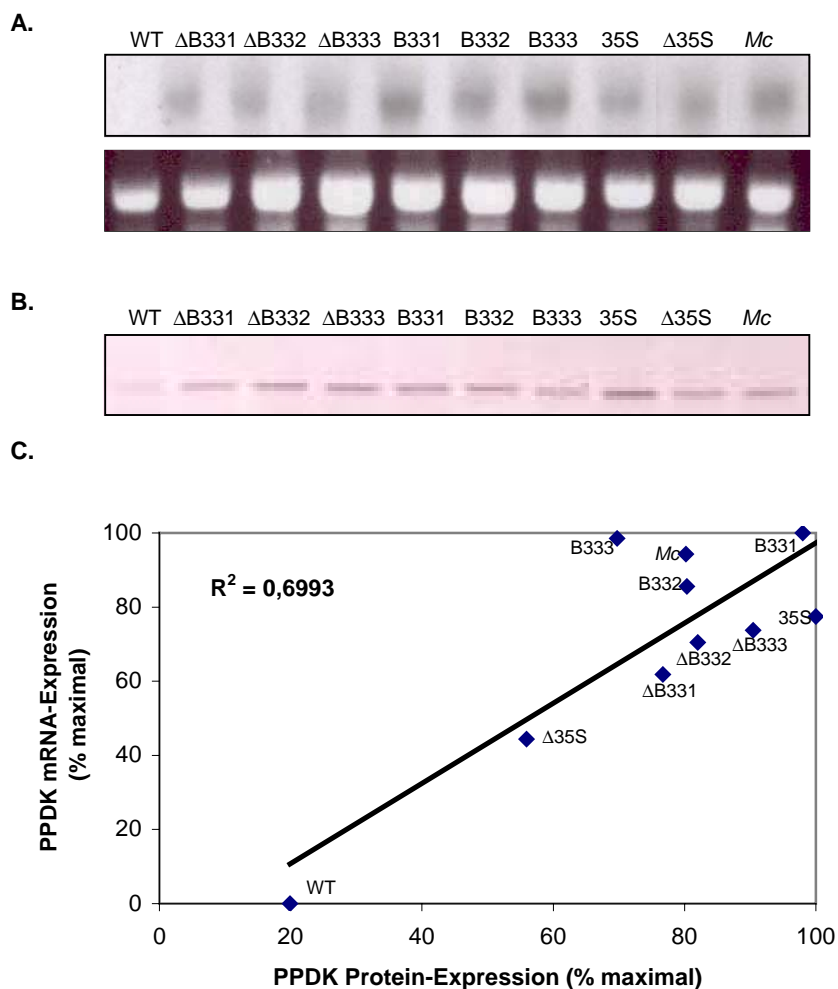 A.
WT ΔB331 ΔB332 ΔB333 B331 B332 B333 35S Δ35S Mc
B.
WT ΔB331 ΔB332 ΔB333 B331 B332 B333 35S Δ35S Mc
C.
100
80
60
40
20
0
PPDK mRNA-Expression
(% maximal)
R² = 0,6993
B333
Mc
B331
B332
35S
ΔB333
ΔB332
ΔB331
Δ35S
WT
0 20 40 60 80 100
PPDK Protein-Expression (% maximal)